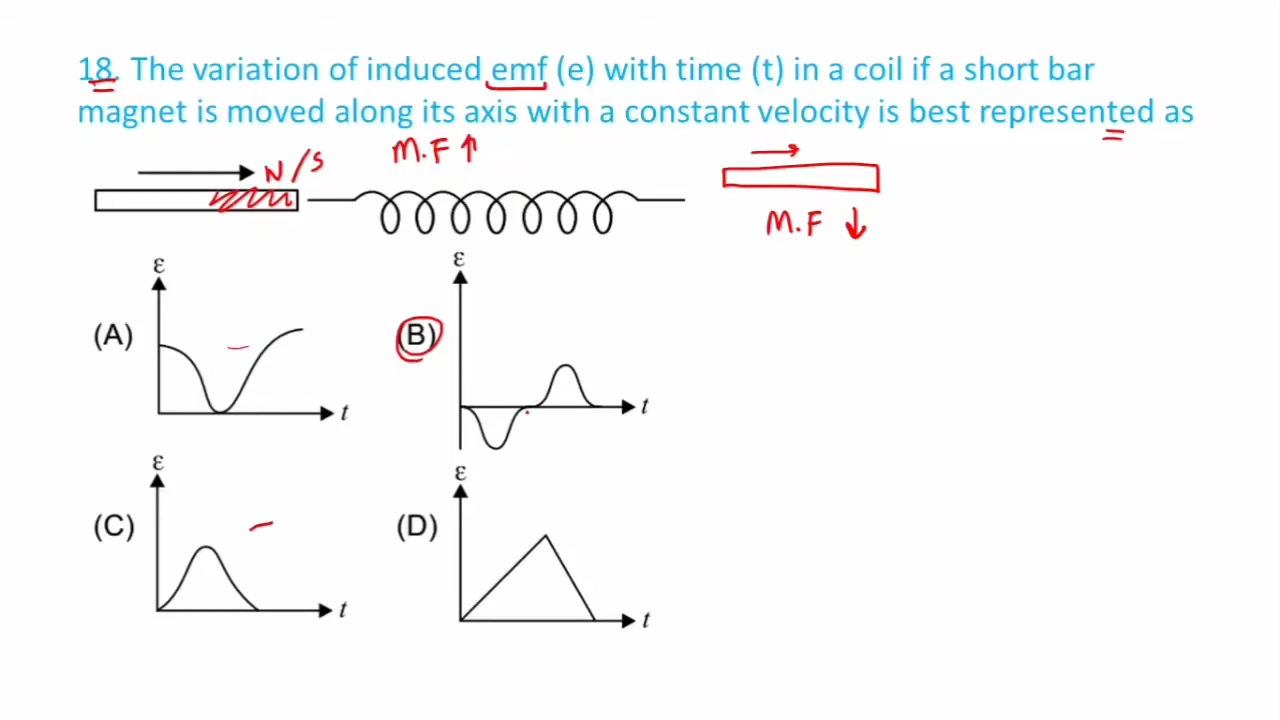 18. The variation of induced emf (e) with time (t) in a coil if a short bar
magnet is moved along its axis with a constant velocity is best represented as
N/S
M.F ↑
M.F ↓
(A)
ε
t
(B)
ε
t
(C)
ε
t
(D)
ε
t